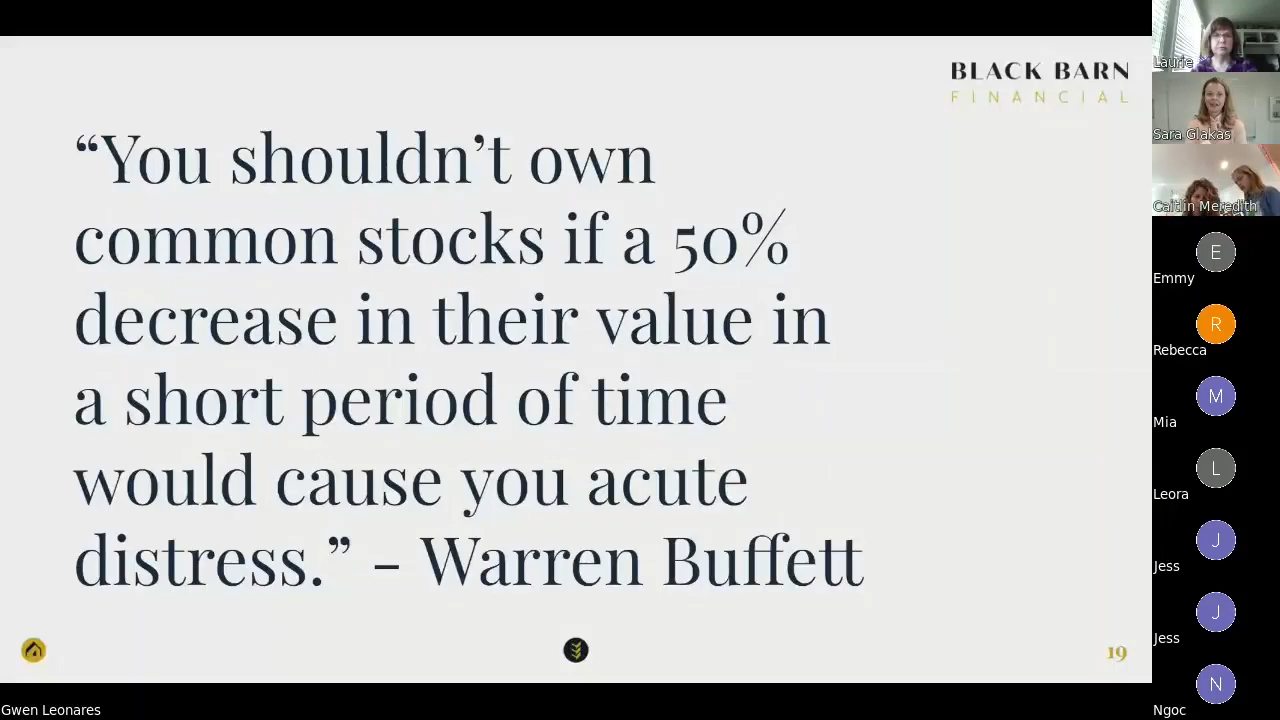 BLACK BARN
FINANCIAL
“You shouldn’t own
common stocks if a 50%
decrease in their value in
a short period of time
would cause you acute
distress.” - Warren Buffett
19
Gwen Leonares
Laurie
Sara Glakas
Caitlin Meredith
E
Emmy
R
Rebecca
M
Mia
L
Leora
J
Jess
J
Jess
N
Ngoc